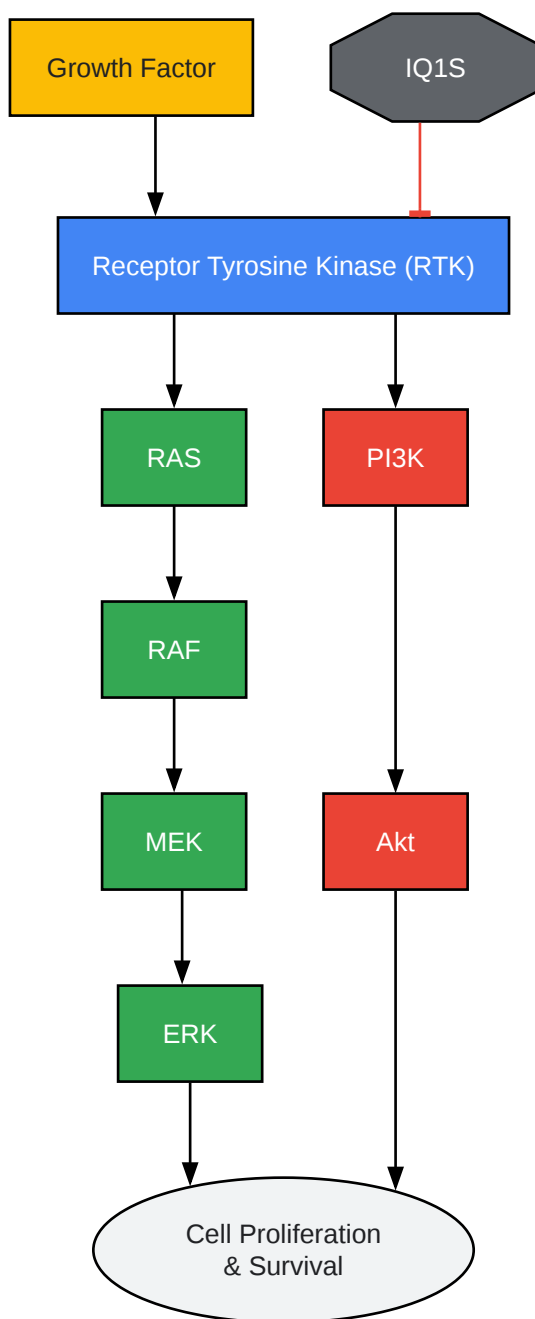 Growth Factor
IQ1S
Receptor Tyrosine Kinase (RTK)
RAS
PI3K
RAF
MEK
Akt
ERK
Cell Proliferation
& Survival